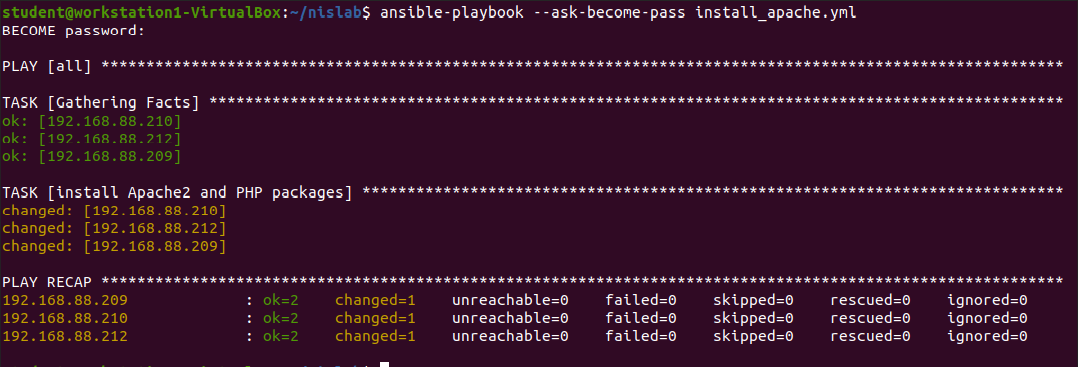 student@workstation1-VirtualBox:~/nislab$ ansible-playbook --ask-become-pass install_apache.yml
BECOME password:
PLAY [all] ***********************************************************************************************************
TASK [Gathering Facts] ***********************************************************************************************
ok: [192.168.88.210]
ok: [192.168.88.212]
ok: [192.168.88.209]
TASK [install Apache2 and PHP packages] ******************************************************************************
changed: [192.168.88.210]
changed: [192.168.88.212]
changed: [192.168.88.209]
PLAY RECAP ***********************************************************************************************************
192.168.88.209 : ok=2 changed=1 unreachable=0 failed=0 skipped=0 rescued=0 ignored=0
192.168.88.210 : ok=2 changed=1 unreachable=0 failed=0 skipped=0 rescued=0 ignored=0
192.168.88.212 : ok=2 changed=1 unreachable=0 failed=0 skipped=0 rescued=0 ignored=0